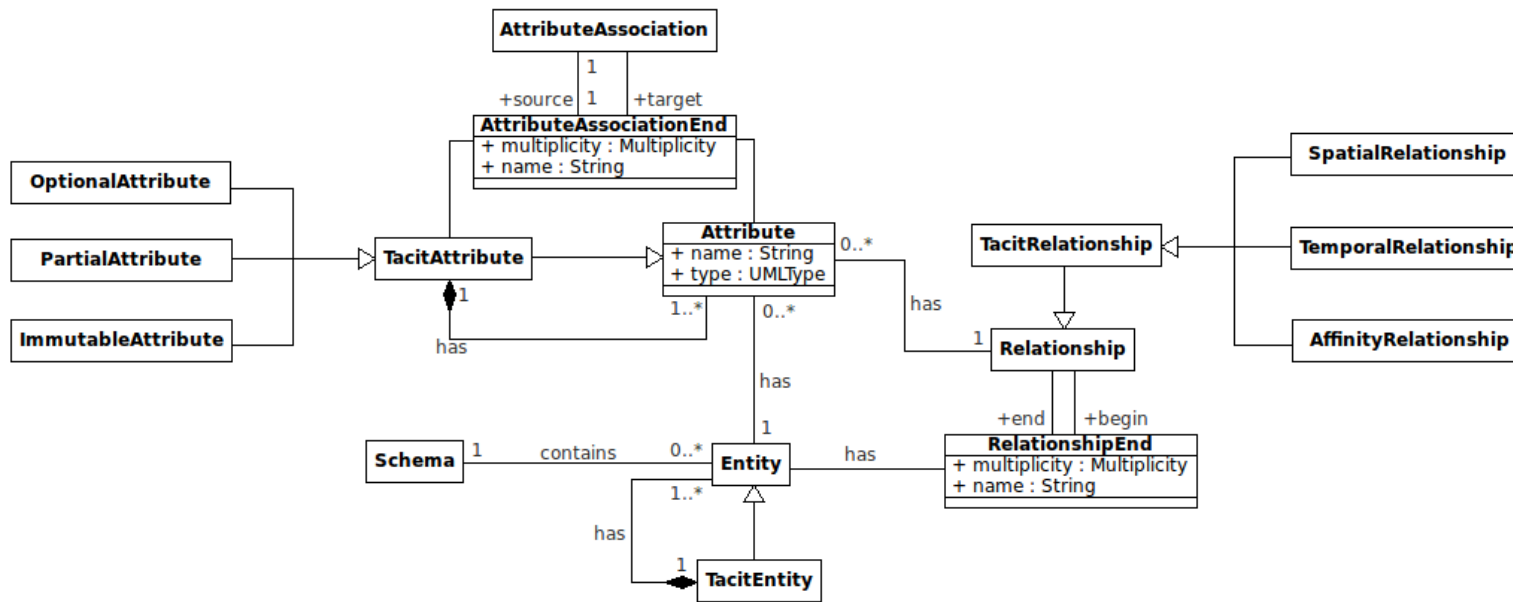 AttributeAssociation
1
+source 1 +target
AttributeAssociationEnd
+ multiplicity : Multiplicity
+ name : String
OptionalAttribute
PartialAttribute
ImmutableAttribute
TacitAttribute
1
has
Attribute
+ name : String
+ type : UMLType
0..*
1..*
0..*
has
1
has
1
TacitRelationship
SpatialRelationship
TemporalRelationship
AffinityRelationship
Relationship
+end +begin
RelationshipEnd
+ multiplicity : Multiplicity
+ name : String
Schema
1 contains 0..*
Entity
has
1..*
has
1
TacitEntity